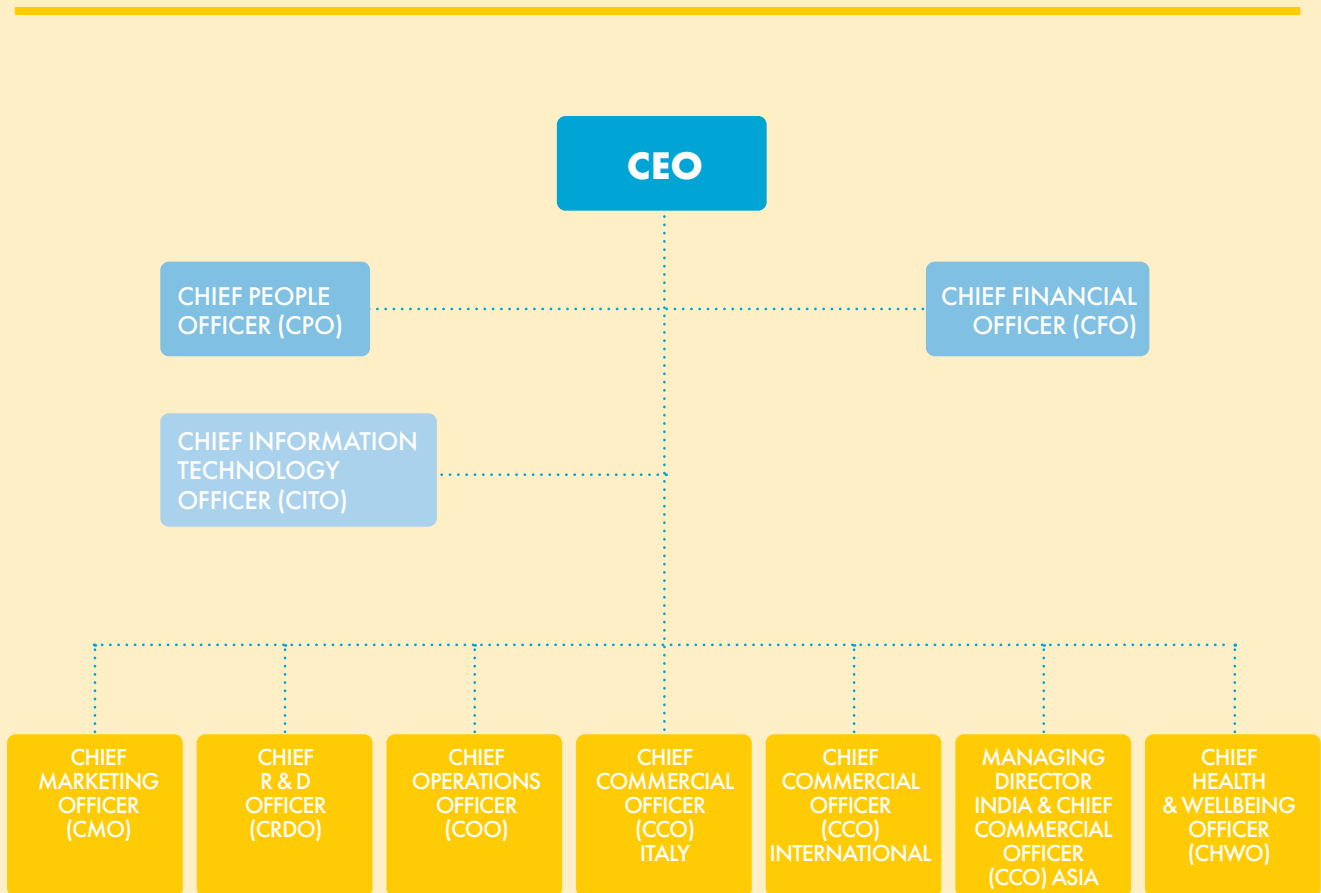 CEO
CHIEF PEOPLE
OFFICER (CPO)
CHIEF FINANCIAL
OFFICER (CFO)
CHIEF INFORMATION
TECHNOLOGY
OFFICER (CITO)
CHIEF
MARKETING
OFFICER
(CMO)
CHIEF
R & D
OFFICER
(CRDO)
CHIEF
OPERATIONS
OFFICER
(COO)
CHIEF
COMMERCIAL
OFFICER
(CCO)
ITALY
CHIEF
COMMERCIAL
OFFICER
(CCO)
INTERNATIONAL
MANAGING
DIRECTOR
INDIA & CHIEF
COMMERCIAL
OFFICER
(CCO) ASIA
CHIEF
HEALTH
& WELLBEING
OFFICER
(CHWO)